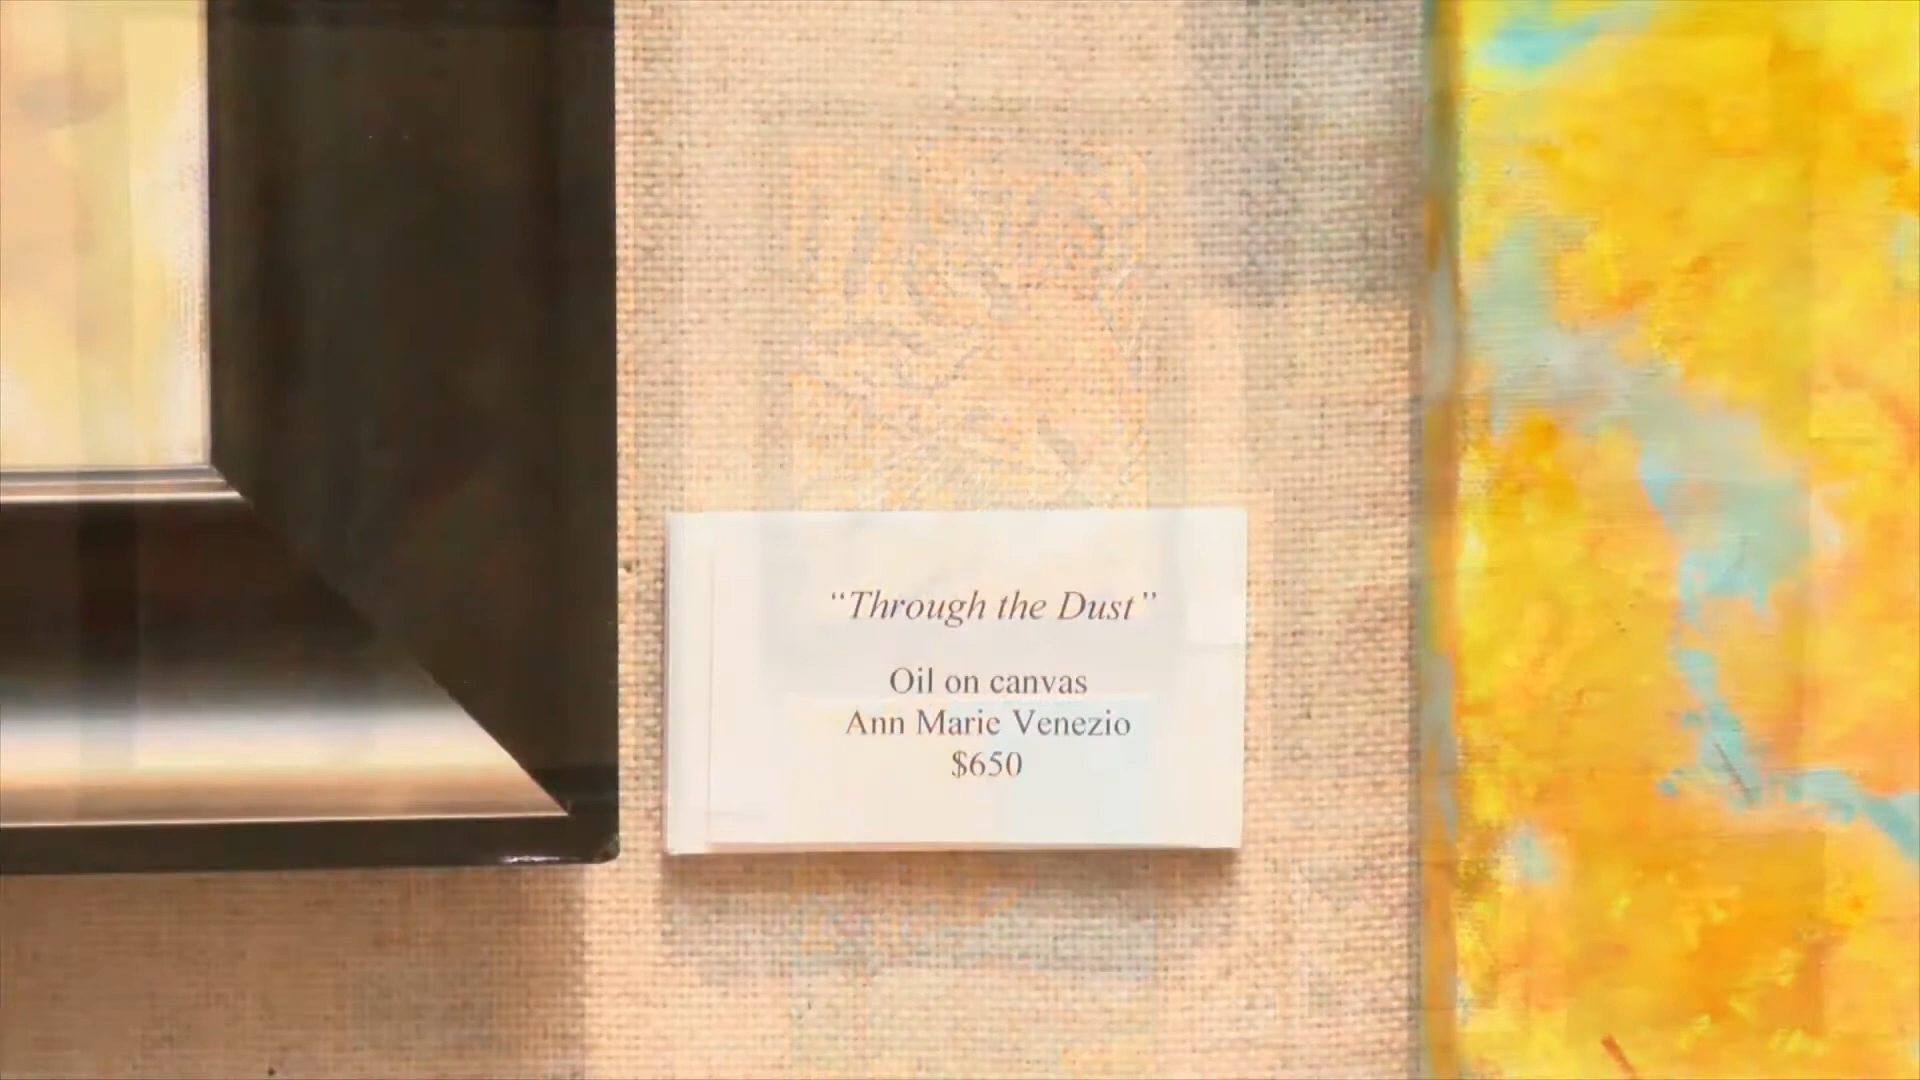 “Through the Dust”
Oil on canvas
Ann Marie Venezio
$650